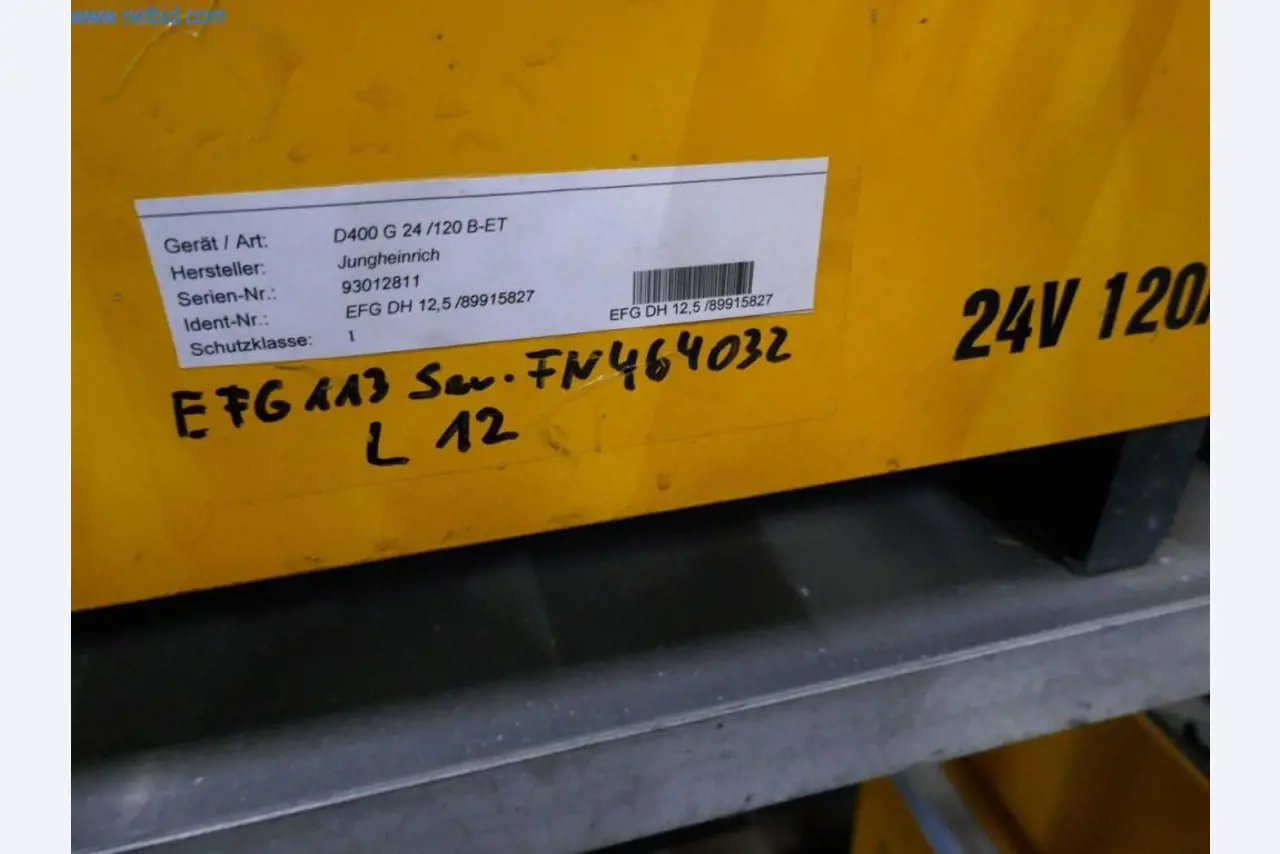 www.netbid.com
Gerät / Art: D400 G 24 /120 B-ET
Hersteller: Jungheinrich
Serien-Nr.: 93012811
Ident-Nr.: EFG DH 12,5 /89915827
Schutzklasse: I
EFG DH 12,5 /89915827
24V 120A
EFG 113 Ser. FN464032
L 12